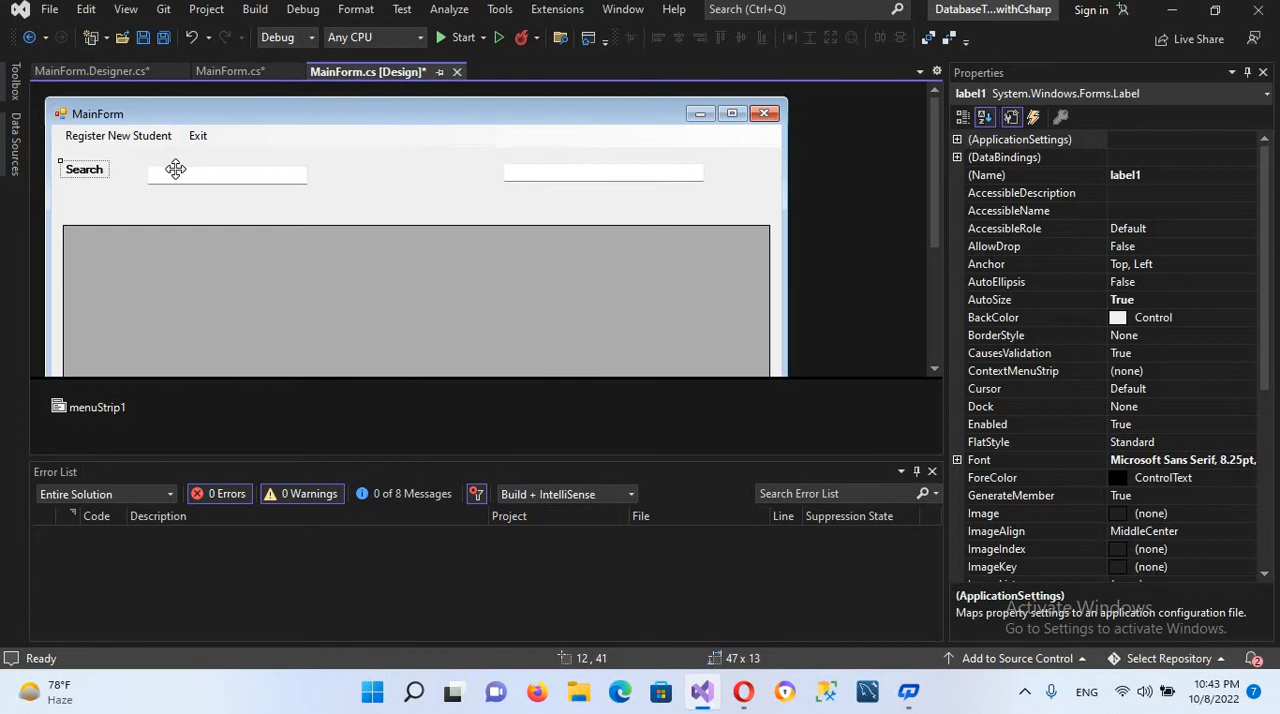 File Edit View Git Project Build Debug Format Test Analyze Tools Extensions Window Help Search (Ctrl+Q) DatabaseT...withCsharp Sign in
Debug Any CPU Start Live Share
MainForm.Designer.cs* MainForm.cs* MainForm.cs [Design]*
Toolbox
Data Sources
MainForm
Register New Student Exit
Search
menuStrip1
Error List
Entire Solution 0 Errors 0 Warnings 0 of 8 Messages Build + IntelliSense Search Error List
Code Description Project File Line Suppression State
Properties
label1 System.Windows.Forms.Label
(ApplicationSettings)
(DataBindings)
(Name) label1
AccessibleDescription
AccessibleName
AccessibleRole Default
AllowDrop False
Anchor Top, Left
AutoEllipsis False
AutoSize True
BackColor Control
BorderStyle None
CausesValidation True
ContextMenuStrip (none)
Cursor Default
Dock None
Enabled True
FlatStyle Standard
Font Microsoft Sans Serif, 8.25pt,
ForeColor ControlText
GenerateMember True
Image (none)
ImageAlign MiddleCenter
ImageIndex (none)
ImageKey (none)
(ApplicationSettings)
Maps property settings to an application configuration file.
Activate Windows
Go to Settings to activate Windows.
Ready 12 , 41 47 x 13 Add to Source Control Select Repository 2
78°F
Haze
ENG
10:43 PM
10/8/2022 7